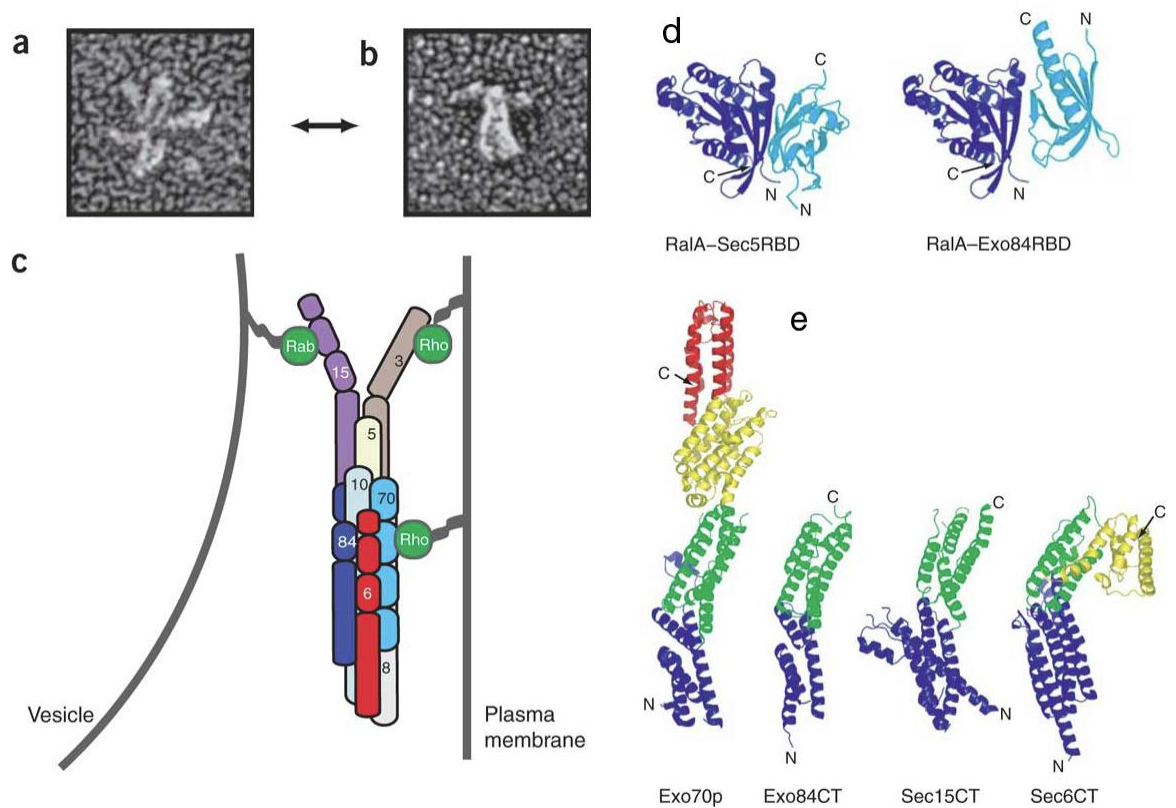 a
b
c
Rab
15
3
Rho
5
10
70
84
Rho
6
8
Vesicle
Plasma
membrane
d
C
C
N
N
RalA–Sec5RBD
C
N
C
N
RalA–Exo84RBD
e
C
N
Exo70p
C
N
Exo84CT
C
N
Sec15CT
C
N
Sec6CT